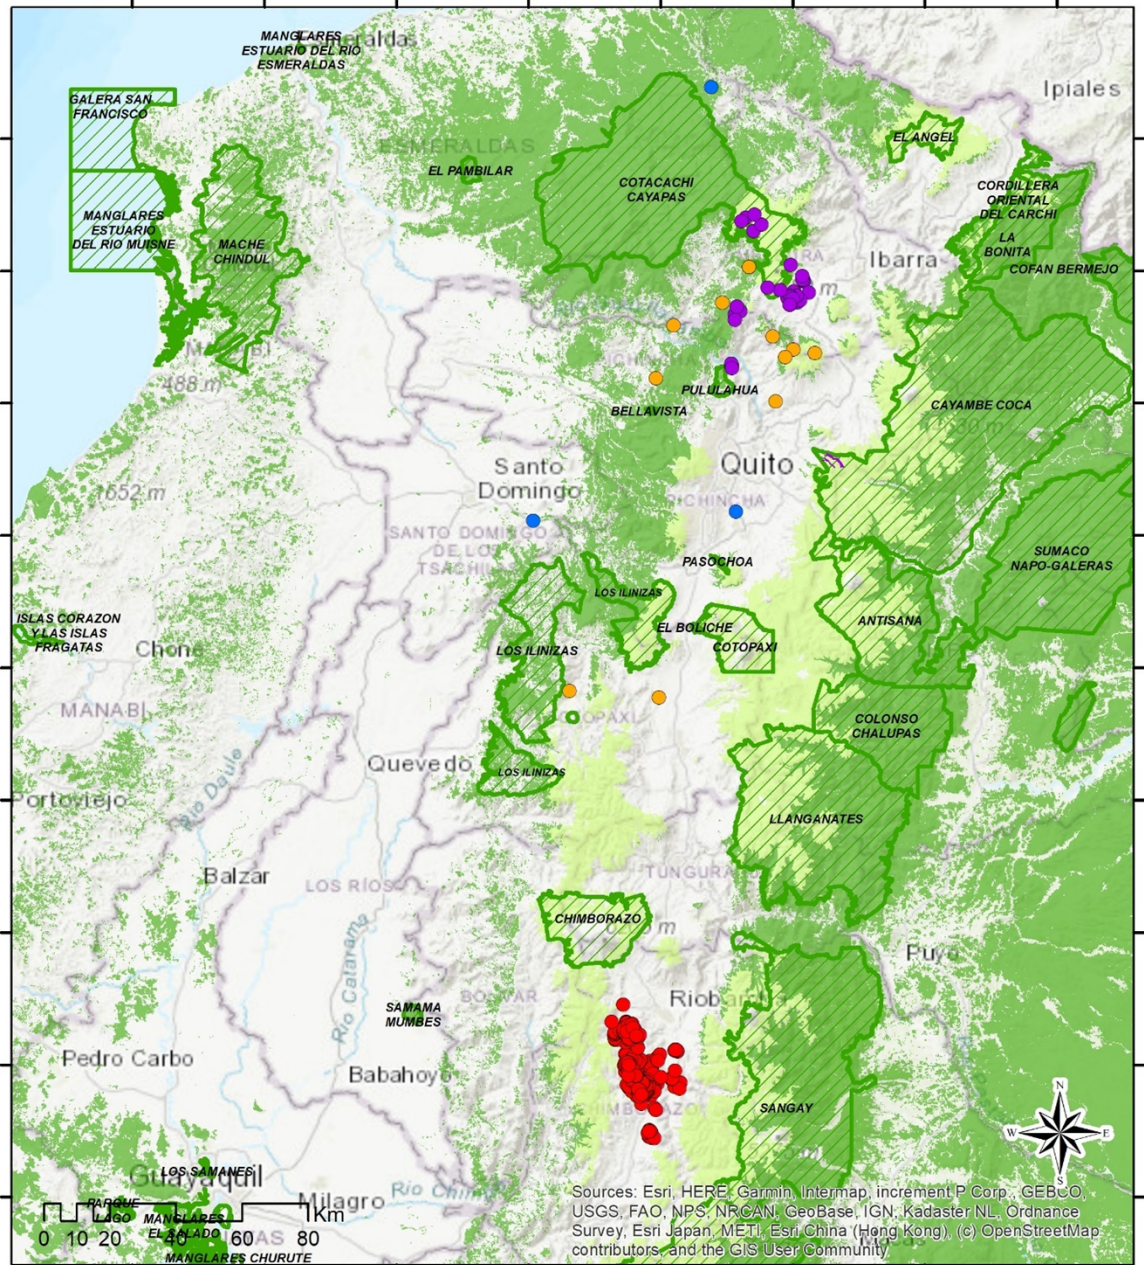 MANGLARES
ESTUARIO DEL RIO
ESMERALDAS
Ipiales
GALERA SAN
FRANCISCO
EL ANGEL
ESMERALDAS
EL PAMBILAR
COTACACHI
CAYAPAS
CORDILLERA
ORIENTAL
DEL CARCHI
MANGLARES
ESTUARIO
DEL RIO MUISNE
MACHE
CHINDUL
LA
BONITA
Ibarra
COFAN BERMEJO
488 m
PULULAHUA
BELLAVISTA
CAYAMBE COCA
Santo
Domingo
Quito
1652 m
PICHINCHA
SANTO DOMINGO
DE LOS
TSACHILAS
PASOCHOA
SUMACO
NAPO-GALERAS
LOS ILINIZAS
ISLAS CORAZON
Y LAS ISLAS
FRAGATAS
Chone
EL BOLICHE
COTOPAXI
ANTISANA
LOS ILINIZAS
MANABI
COLONSO
CHALUPAS
Quevedo
LOS ILINIZAS
Portoviejo
Rio Daule
LLANGANATES
Balzar
LOS RÍOS
TUNGURA
CHIMBORAZO
Puyo
Rio Catarama
SAMAMA
MUMBES
BOLIVAR
Riobamba
Pedro Carbo
Babahoyo
CHIMBORAZO
SANGAY
N
W
E
S
LOS SAMANES
Guayaquil
Milagro
PARQUE
LAGO
MANGLARES
EL SALADO
Km
0 10 20 40 60 80
MANGLARES CHURUTE
Sources: Esri, HERE, Garmin, Intermap, increment P Corp., GEBCO,
USGS, FAO, NPS, NRCAN, GeoBase, IGN, Kadaster NL, Ordnance
Survey, Esri Japan, METI, Esri China (Hong Kong), (c) OpenStreetMap
contributors, and the GIS User Community